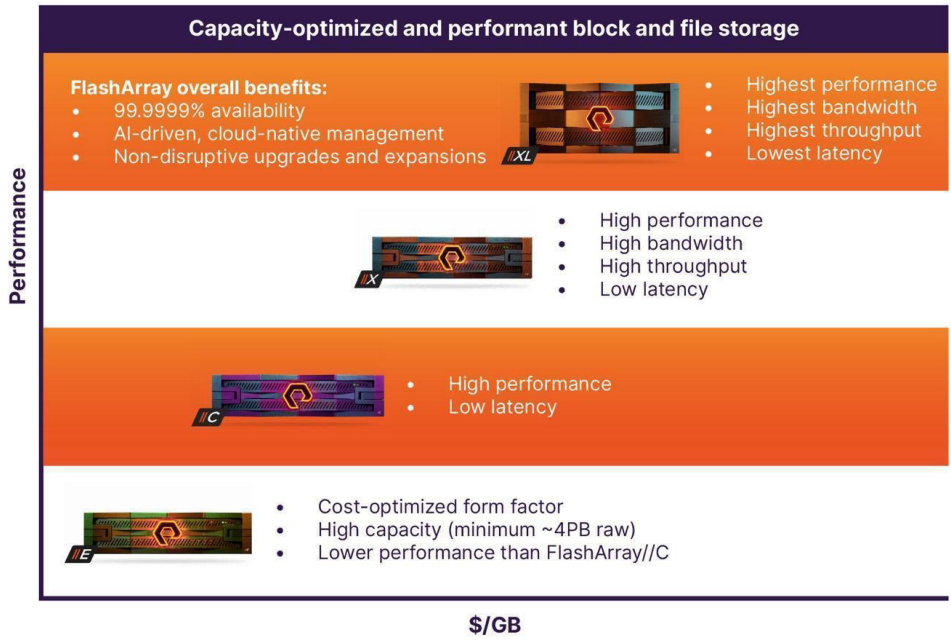 Capacity-optimized and performant block and file storage
FlashArray overall benefits:
• 99.9999% availability
• AI-driven, cloud-native management
• Non-disruptive upgrades and expansions
//XL
• Highest performance
• Highest bandwidth
• Highest throughput
• Lowest latency
Performance
//X
• High performance
• High bandwidth
• High throughput
• Low latency
//C
• High performance
• Low latency
//E
• Cost-optimized form factor
• High capacity (minimum ~4PB raw)
• Lower performance than FlashArray//C
$/GB